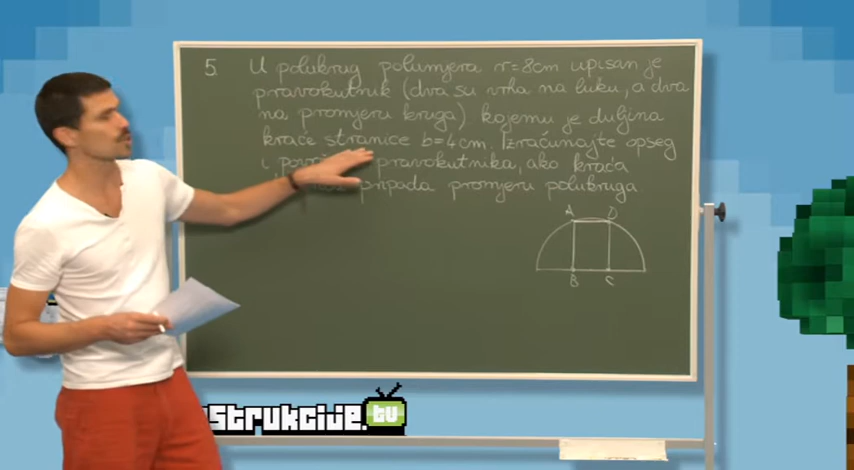 5. U polukrug polumjera r=8cm upisan je
pravokutnik (dva su vrha na luku, a dva
na promjeru kruga) kojemu je duljina
kraće stranice b=4cm. Izračunajte opseg
i pravokutnika, ako kraća
pripada promjeru polukruga
A D
B C
strukcije.tv